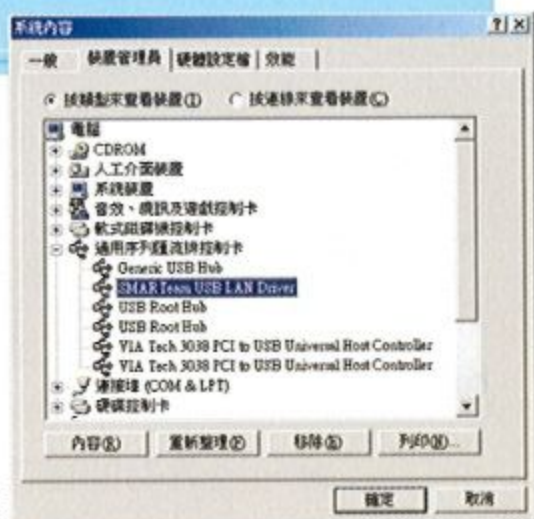 系統內容
一般 裝置管理員 硬體設定檔 效能
按類型來查看裝置(I) 按連線來查看裝置(C)
電腦
CDROM
人工介面裝置
系統裝置
音效、視訊及遊戲控制卡
軟式磁碟機控制卡
通用序列匯流排控制卡
Generic USB Hub
SMARTeam USB LAN Driver
USB Root Hub
USB Root Hub
VIA Tech 3038 PCI to USB Universal Host Controller
VIA Tech 3038 PCI to USB Universal Host Controller
連接埠 (COM & LPT)
硬碟控制卡
內容(R) 重新整理(F) 移除(E) 列印(N)...
確定 取消